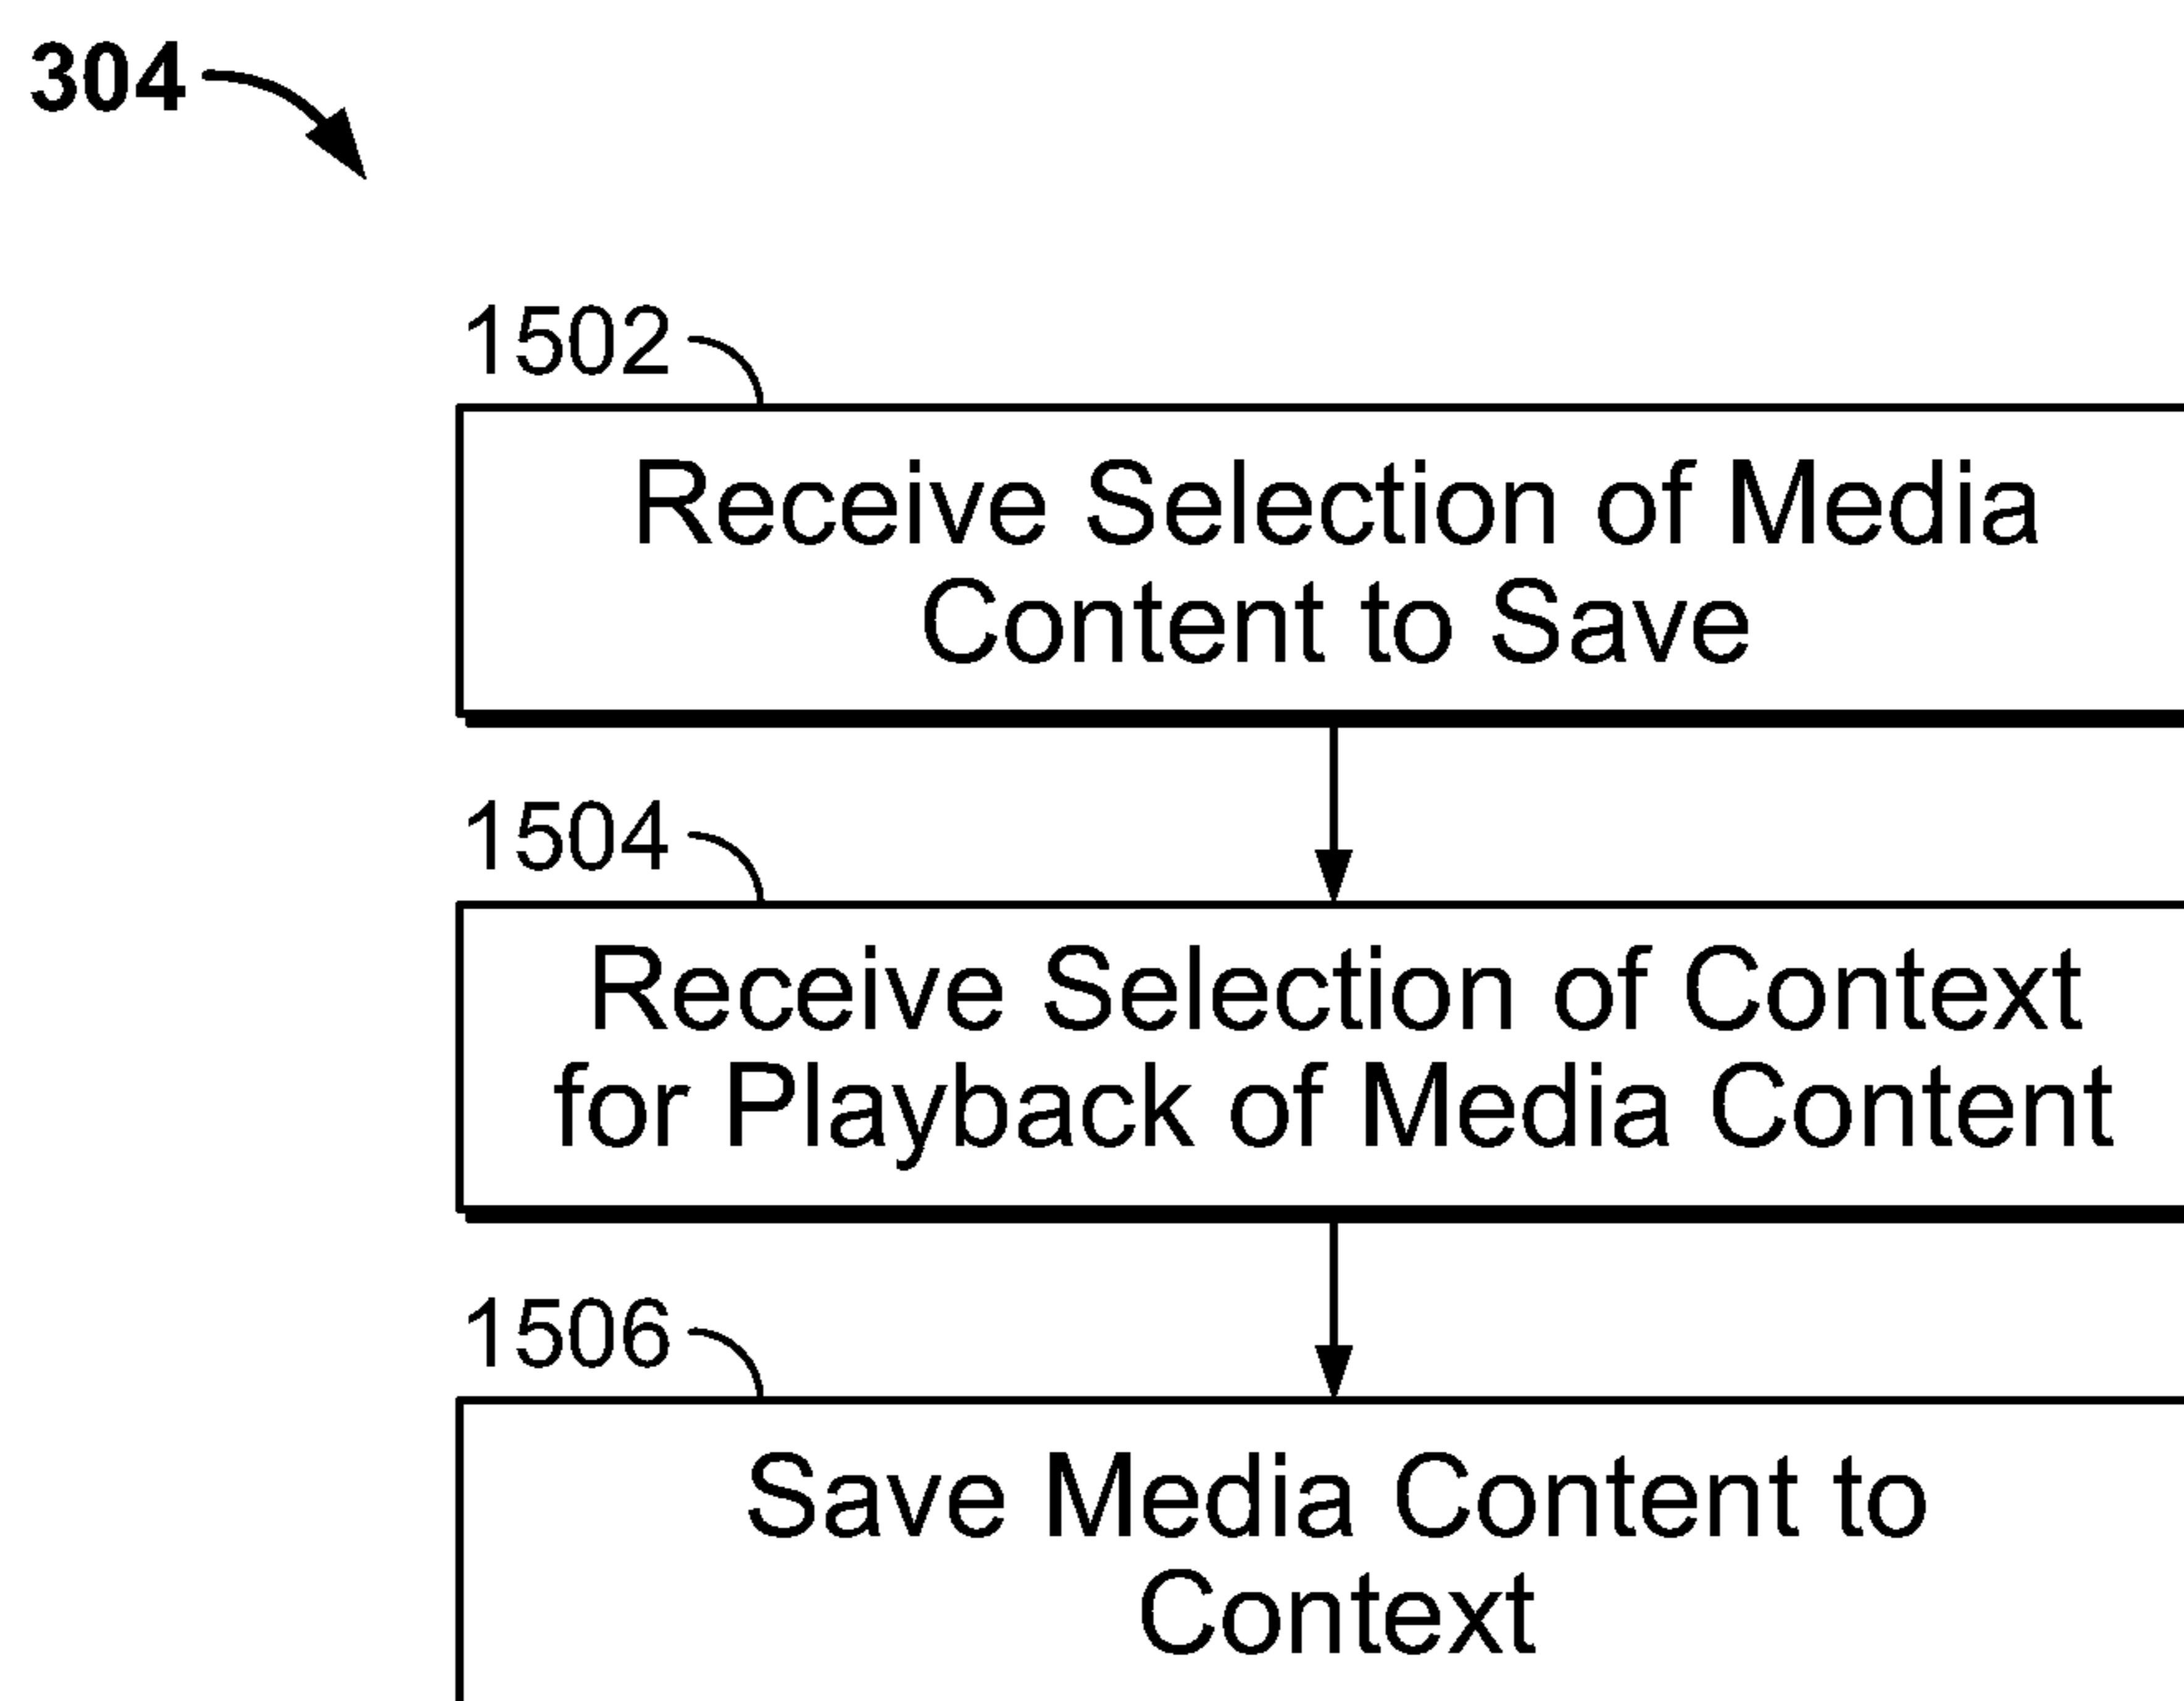 304
1502
Receive Selection of Media
Content to Save
1504
Receive Selection of Context
for Playback of Media Content
1506
Save Media Content to
Context